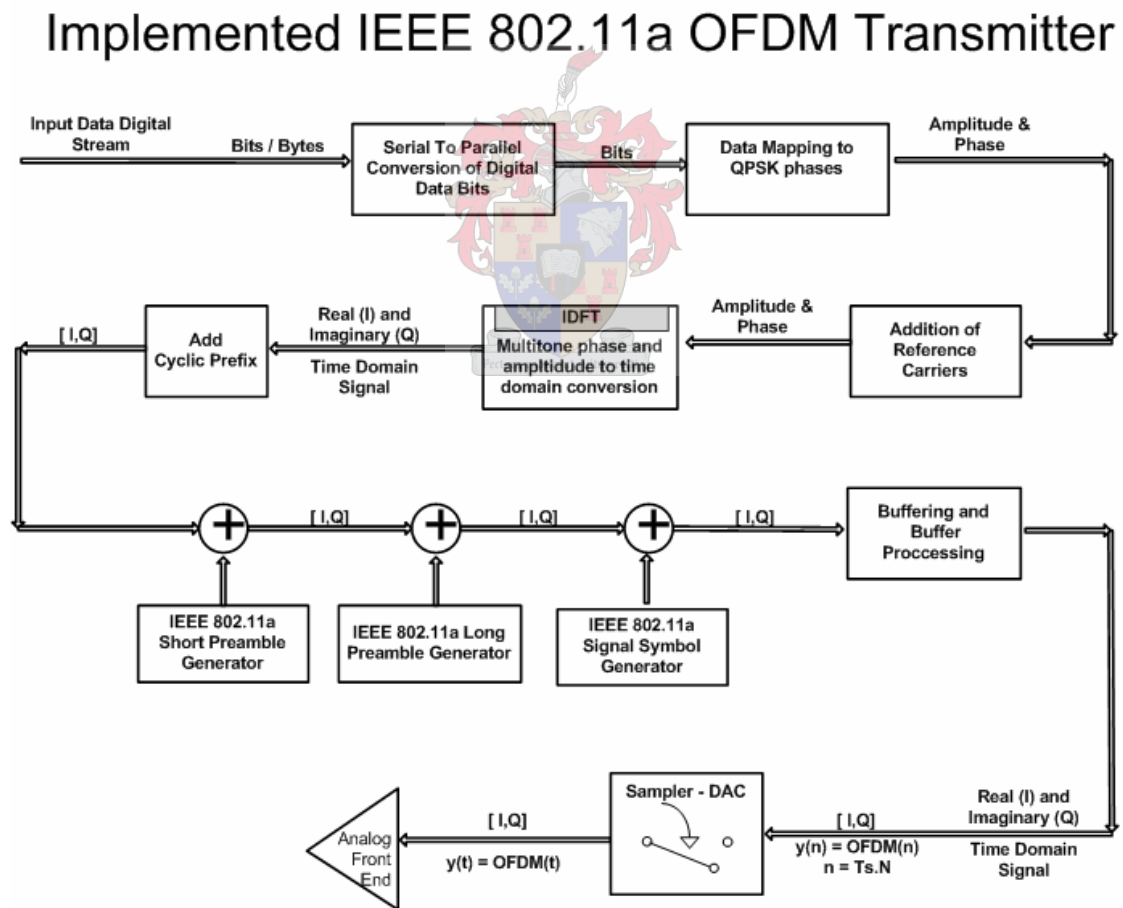 Implemented IEEE 802.11a OFDM Transmitter
Input Data Digital
Stream
Bits / Bytes
Serial To Parallel
Conversion of Digital
Data Bits
Bits
Data Mapping to
QPSK phases
Amplitude &
Phase
[ I,Q]
Add
Cyclic Prefix
Real (I) and
Imaginary (Q)
Time Domain
Signal
IDFT
Multitone phase and
ampltidude to time
domain conversion
Amplitude &
Phase
Addition of
Reference
Carriers
[ I,Q]
[ I,Q]
[ I,Q]
Buffering and
Buffer
Proccessing
IEEE 802.11a
Short Preamble
Generator
IEEE 802.11a Long
Preamble Generator
IEEE 802.11a
Signal Symbol
Generator
Analog
Front
End
[ I,Q]
y(t) = OFDM(t)
Sampler - DAC
[ I,Q]
y(n) = OFDM(n)
n = Ts.N
Real (I) and
Imaginary (Q)
Time Domain
Signal